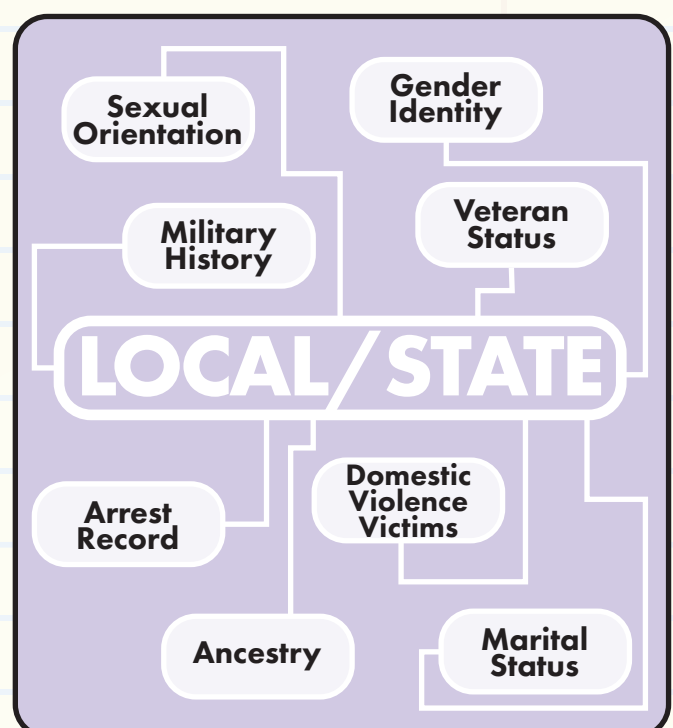 Sexual
Orientation
Gender
Identity
Military
History
Veteran
Status
LOCAL/STATE
Arrest
Record
Domestic
Violence
Victims
Ancestry
Marital
Status